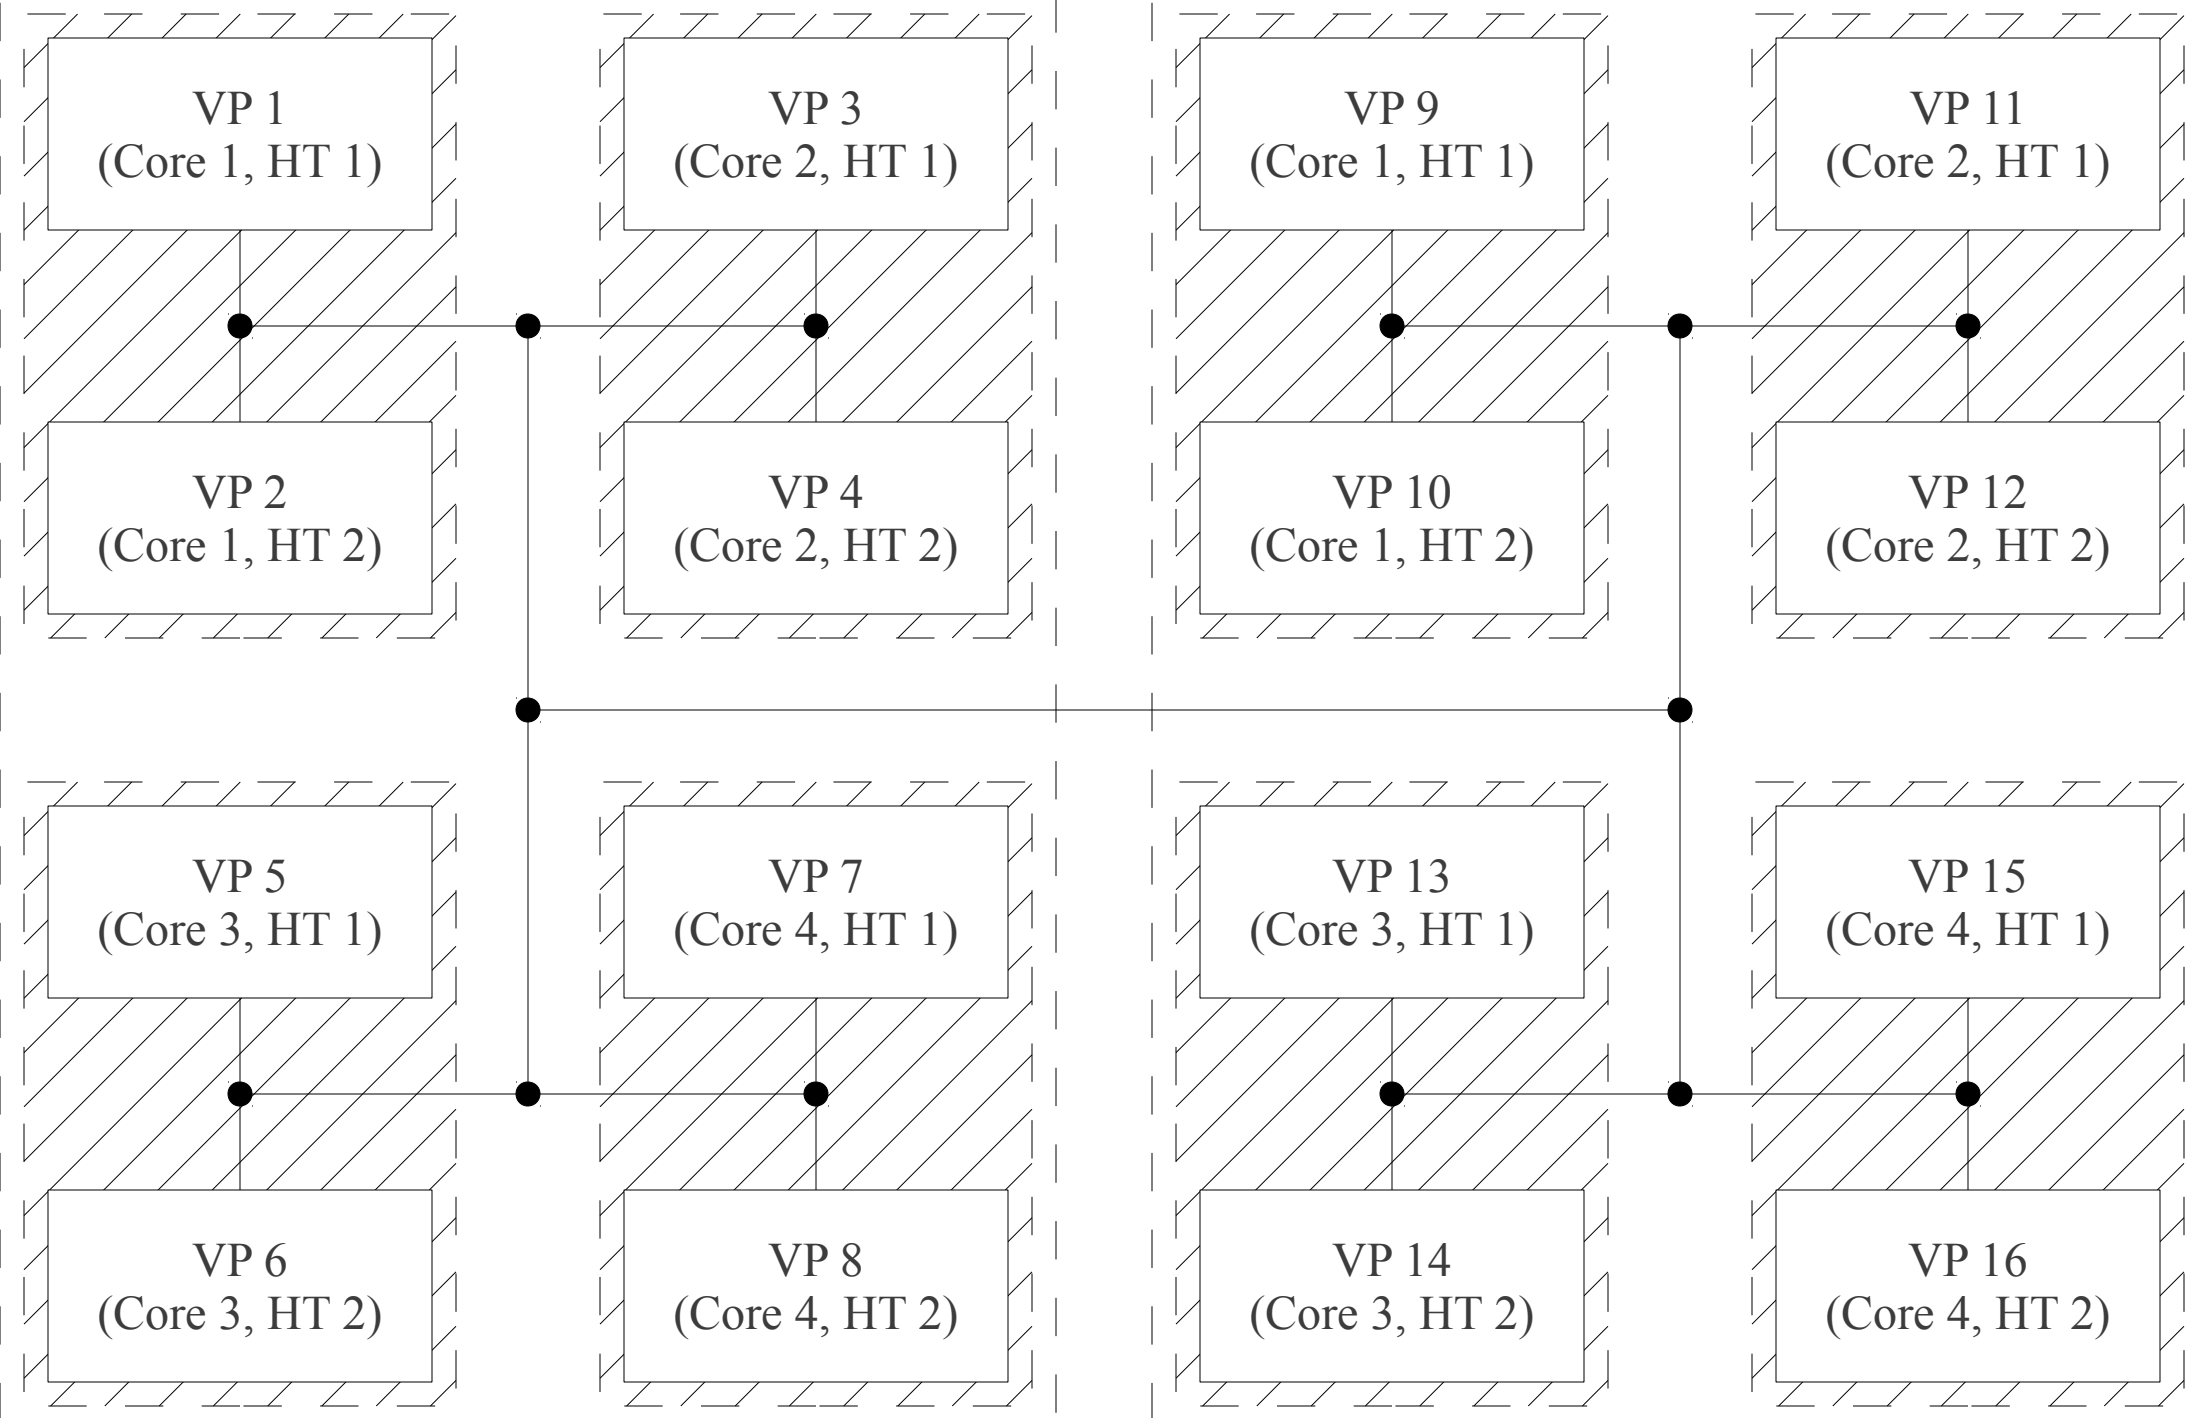 VP 1
(Core 1, HT 1)
VP 3
(Core 2, HT 1)
VP 9
(Core 1, HT 1)
VP 11
(Core 2, HT 1)
VP 2
(Core 1, HT 2)
VP 4
(Core 2, HT 2)
VP 10
(Core 1, HT 2)
VP 12
(Core 2, HT 2)
VP 5
(Core 3, HT 1)
VP 7
(Core 4, HT 1)
VP 13
(Core 3, HT 1)
VP 15
(Core 4, HT 1)
VP 6
(Core 3, HT 2)
VP 8
(Core 4, HT 2)
VP 14
(Core 3, HT 2)
VP 16
(Core 4, HT 2)